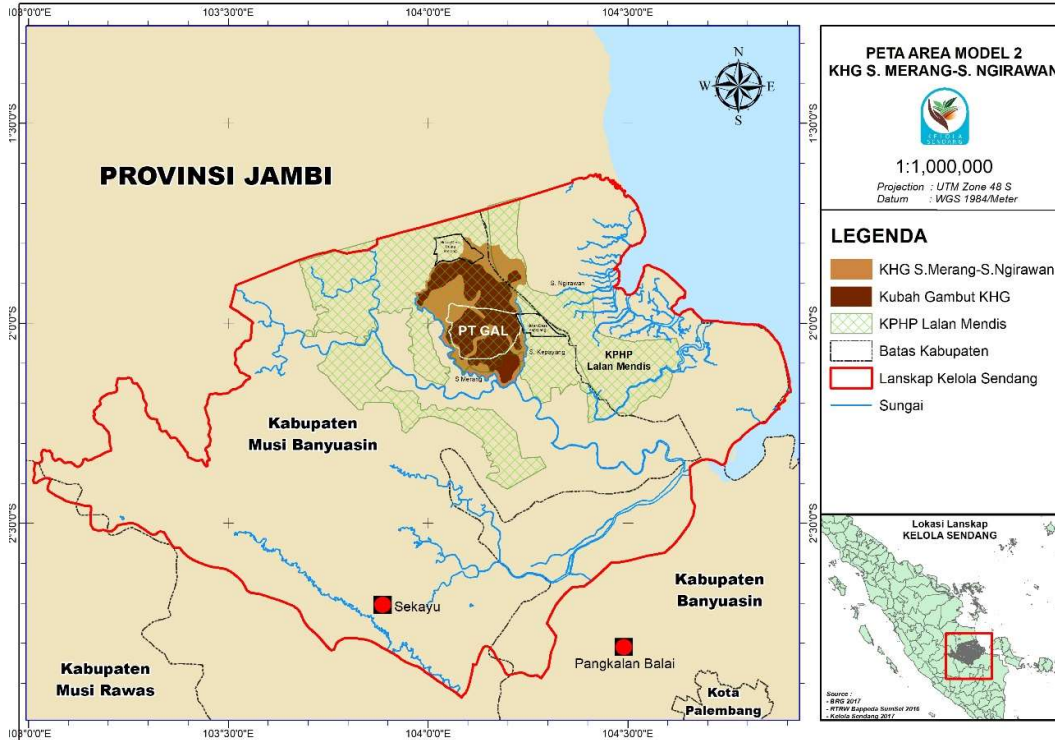 103°0'0"E
103°30'0"E
104°0'0"E
104°30'0"E
1°30'0"S
2°0'0"S
2°30'0"S
1°30'0"S
2°0'0"S
2°30'0"S
103°0'0"E
103°30'0"E
104°0'0"E
104°30'0"E
N
W
E
S
PROVINSI JAMBI
S. Ngirawan
PT GAL
S. Kepayang
KPHP
Lalan Mendis
S Merang
Kabupaten
Musi Banyuasin
Sekayu
Kabupaten
Banyuasin
Pangkalan Balai
Kabupaten
Musi Rawas
Kota
Palembang
PETA AREA MODEL 2
KHG S. MERANG-S. NGIRAWAN
KELOLA
SENDANG
1:1,000,000
Projection : UTM Zone 48 S
Datum : WGS 1984/Meter
LEGENDA
KHG S.Merang-S.Ngirawan
Kubah Gambut KHG
KPHP Lalan Mendis
Batas Kabupaten
Lanskap Kelola Sendang
Sungai
Lokasi Lanskap
KELOLA SENDANG
Source :
- BRG 2017
- RTRW Bappeda SumSel 2016
- Kelola Sendang 2017